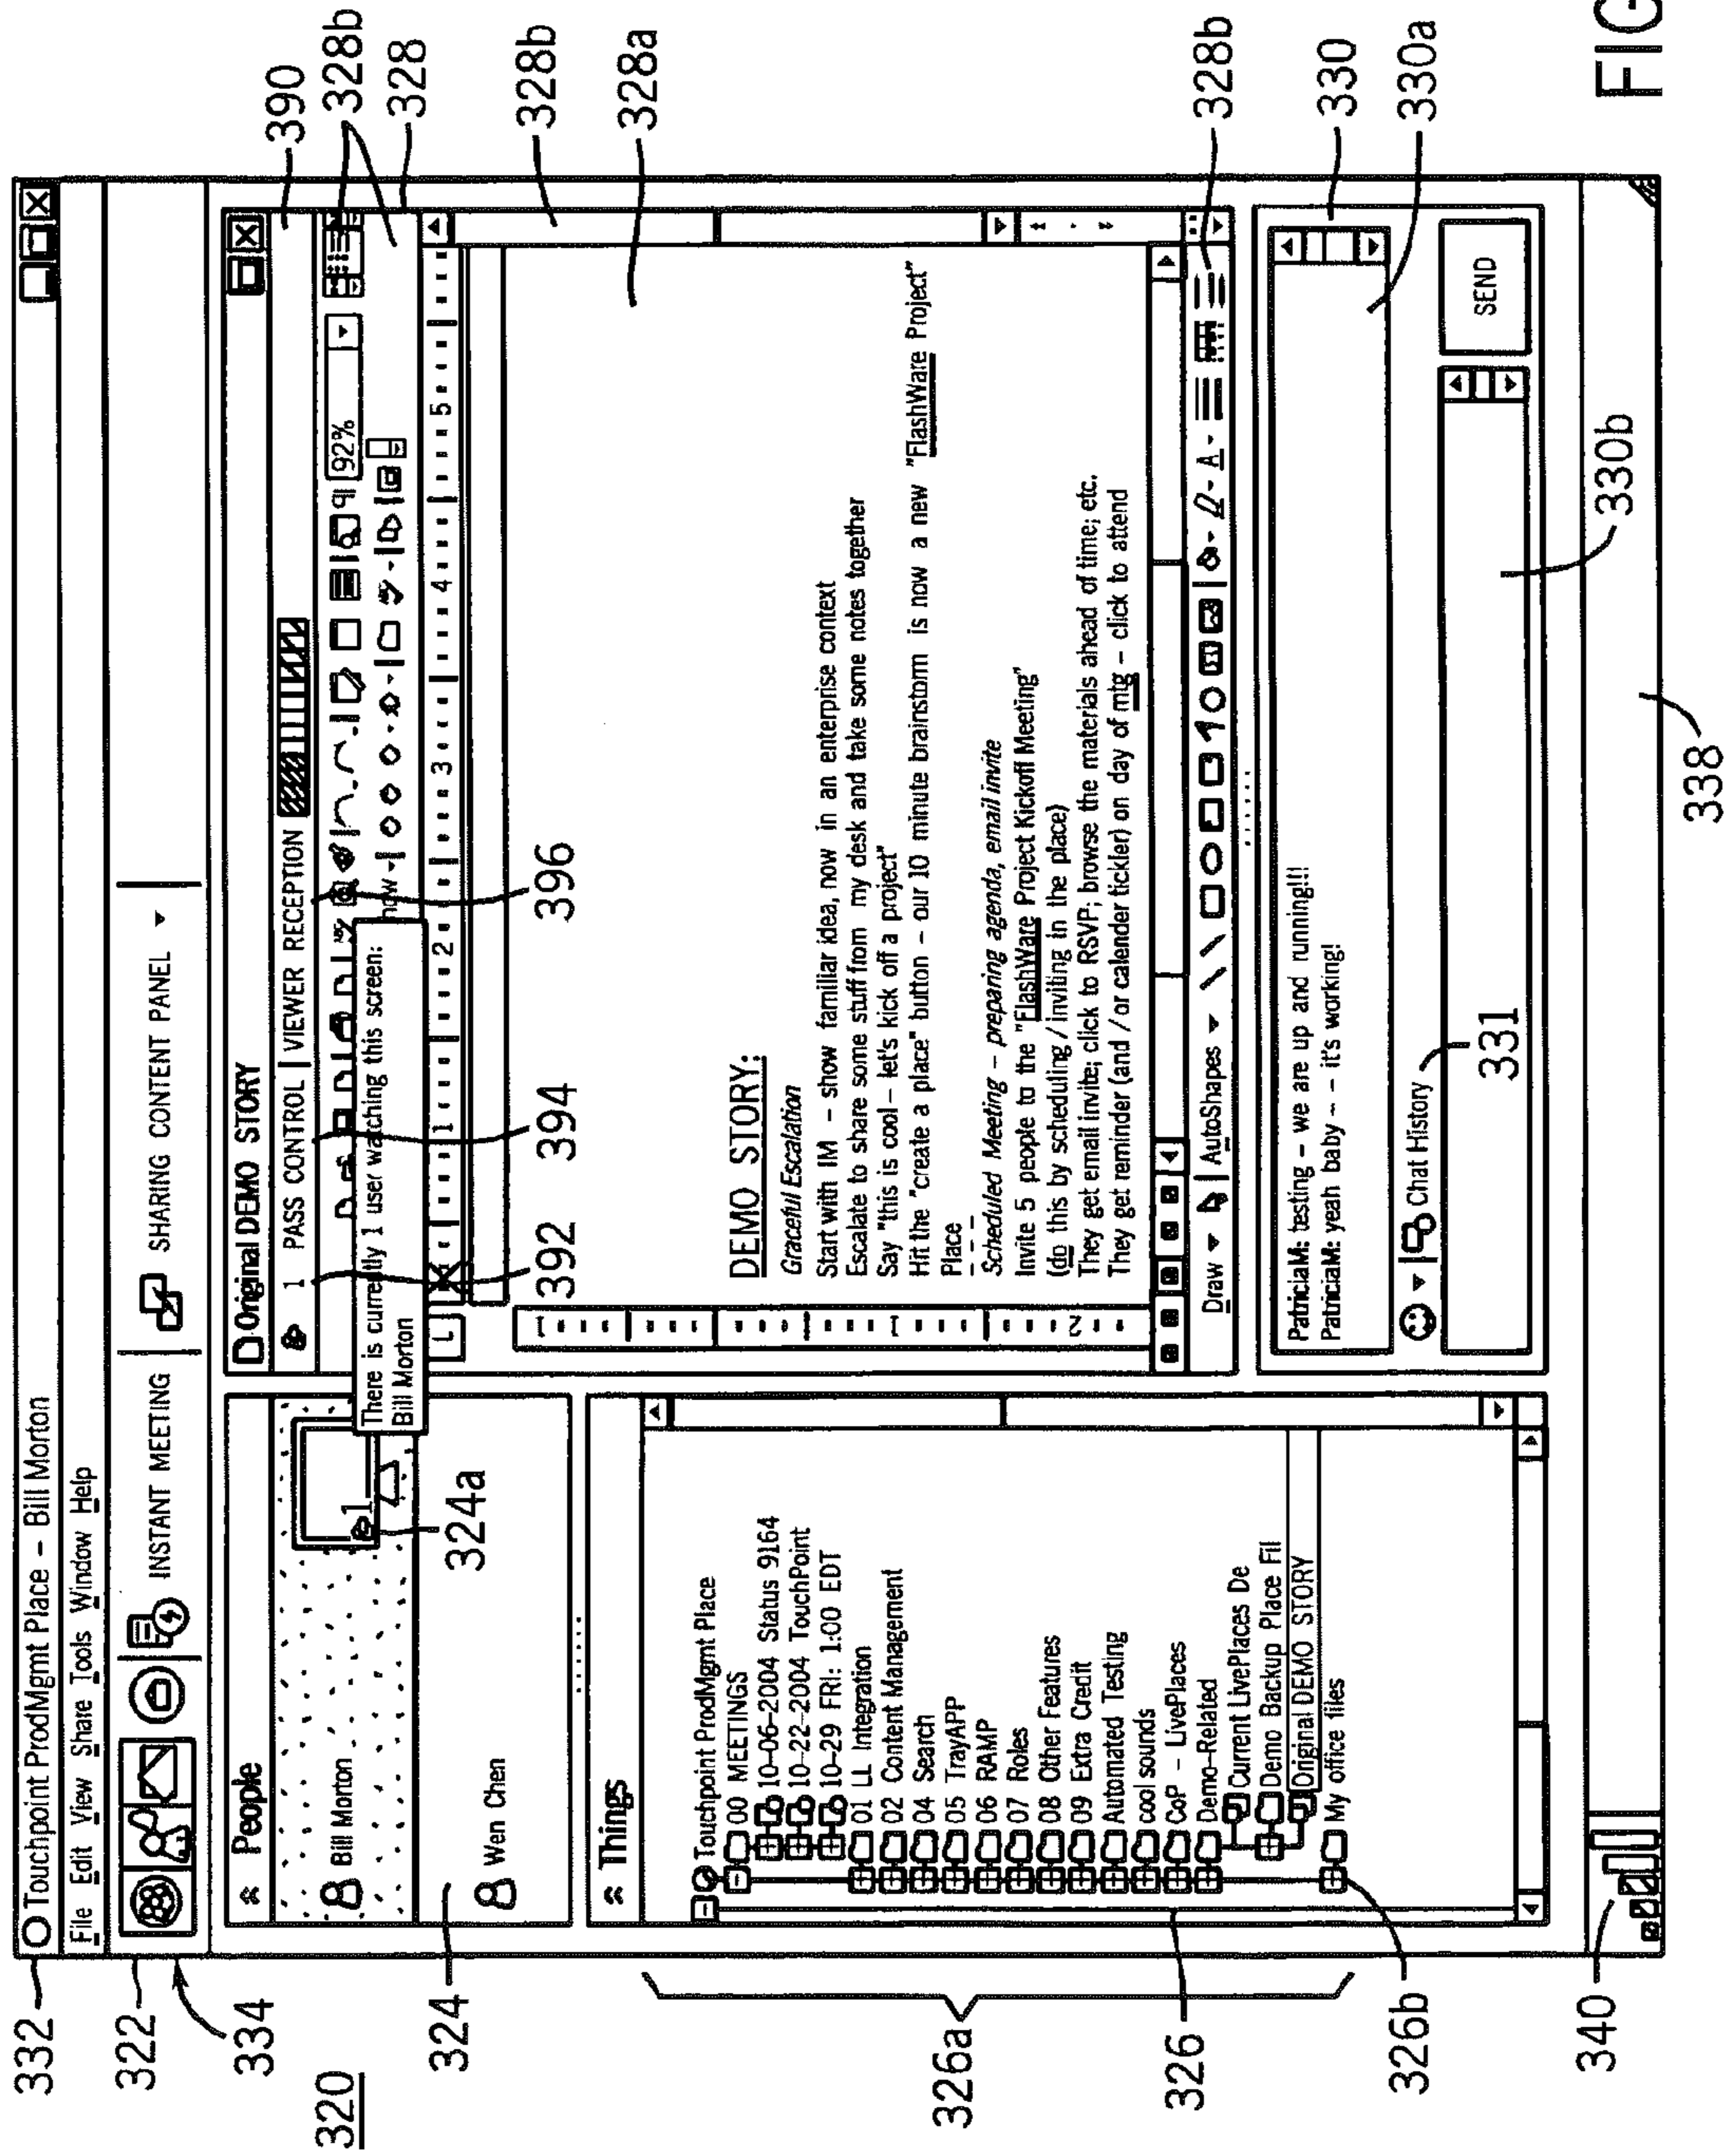 332
Touchpoint ProdMgmt Place – Bill Morton
File Edit View Share Tools Window Help
322
INSTANT MEETING
SHARING CONTENT PANEL
334
320
People
Bill Morton
1
324a
324
Wen Chen
Original DEMO STORY
390
1 PASS CONTROL | VIEWER RECEPTION
328b
92%
how
328
There is currently 1 user watching this screen:
Bill Morton
L
1 2 3 4 5
392
394
396
328b
328a
DEMO STORY:
Graceful Escalation
Start with IM – show familiar idea, now in an enterprise context
Escalate to share some stuff from my desk and take some notes together
Say "this is cool – let's kick off a project"
Hit the "create a place" button – our 10 minute brainstorm is now a new "FlashWare Project"
Place
– – –
Scheduled Meeting – preparing agenda, email invite
Invite 5 people to the "FlashWare Project Kickoff Meeting"
(do this by scheduling / inviting in the place)
They get email invite; click to RSVP; browse the materials ahead of time; etc.
They get reminder (and /or calender tickler) on day of mtg – click to attend
1
1
2
Draw AutoShapes A
328b
Things
Touchpoint ProdMgmt Place
00 MEETINGS
10–06–2004 Status 9164
10–22–2004 TouchPoint
10–29 FRI: 1:00 EDT
01 LL Integration
02 Content Management
04 Search
05 TrayAPP
06 RAMP
07 Roles
08 Other Features
09 Extra Credit
Automated Testing
cool sounds
CoP – LivePlaces
Demo–Related
Current LivePlaces De
Demo Backup Place Fil
Original DEMO STORY
My office files
326a
326
326b
PatriciaM: testing – we are up and running!!!
PatriciaM: yeah baby – – it's working!
330
330a
Chat History
331
SEND
330b
340
338
FIG